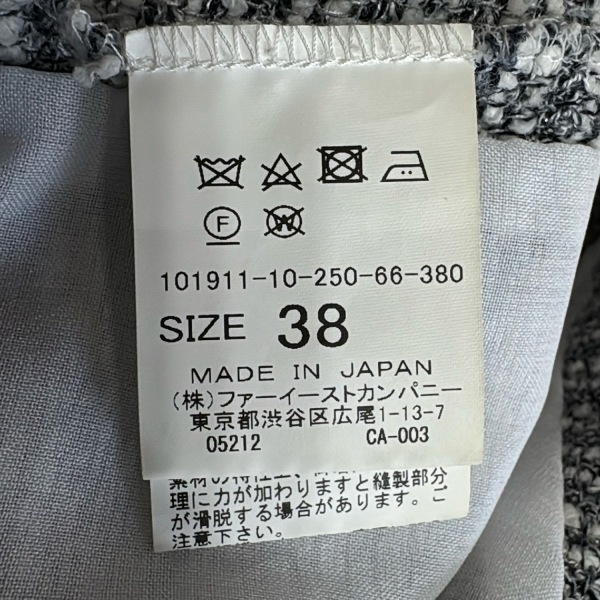 F
W
101911-10-250-66-380
SIZE 38
MADE IN JAPAN
(株)ファーイーストカンパニー
東京都渋谷区広尾1-13-7
05212 CA-003
理に力が加わりますと縫製部分
が滑脱する場合があります。ご
注意下さい。